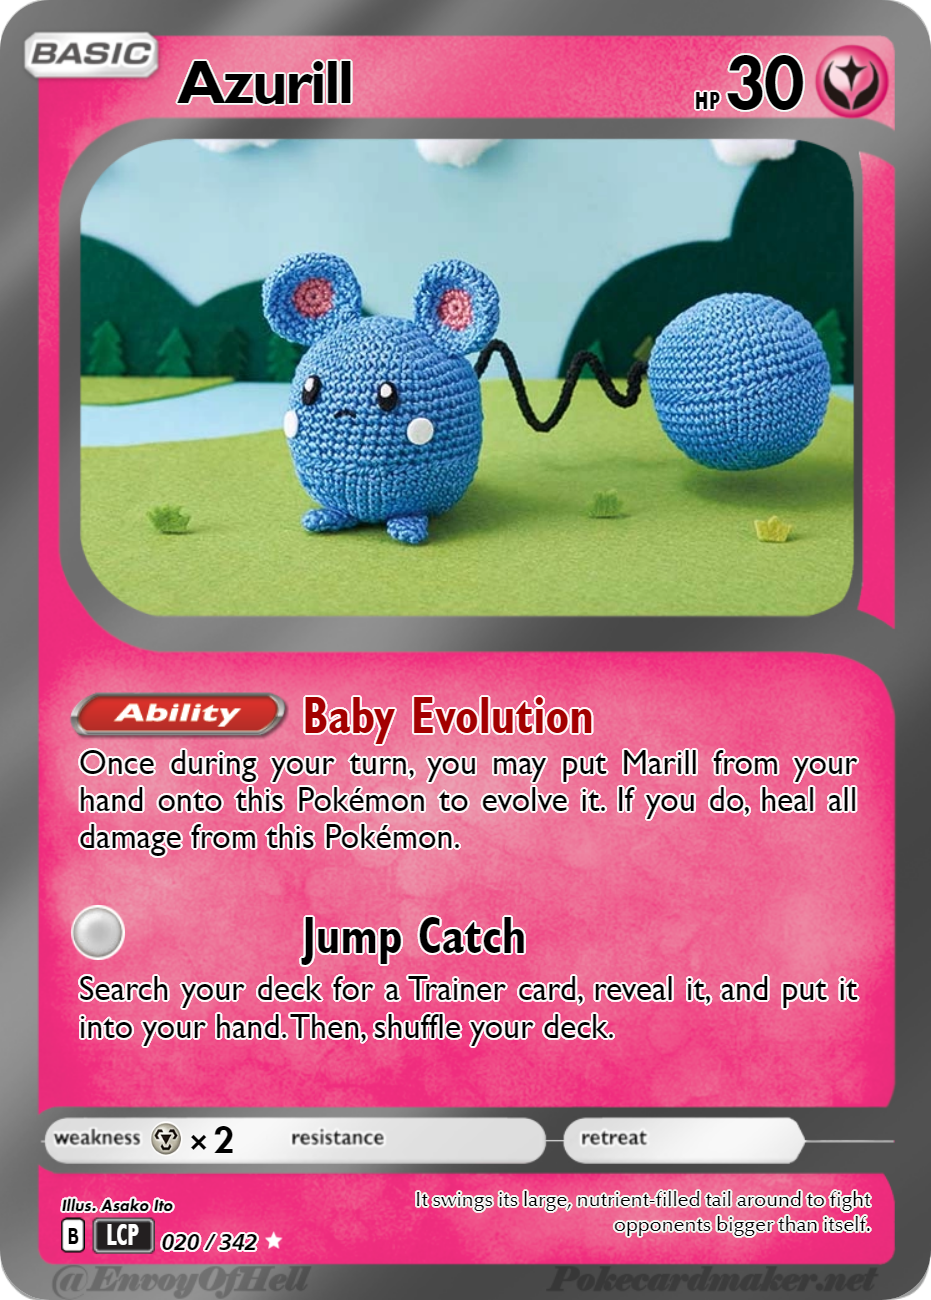 BASIC
Azurill
HP 30
Ability Baby Evolution
Once during your turn, you may put Marill from your
hand onto this Pokémon to evolve it. If you do, heal all
damage from this Pokémon.
Jump Catch
Search your deck for a Trainer card, reveal it, and put it
into your hand. Then, shuffle your deck.
weakness × 2 resistance retreat
Illus. Asako Ito
It swings its large, nutrient-filled tail around to fight
opponents bigger than itself.
B LCP 020 / 342
@EnvoyOfHell Pokecardmaker.net